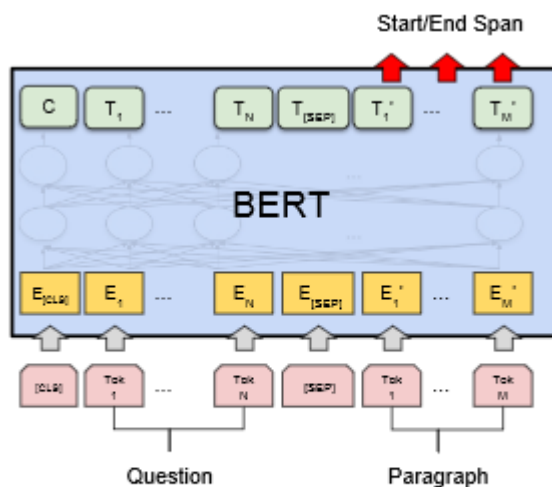 Start/End Span
C T1 ... TN T[SEP] T1' ... TM'
BERT
E[CLS] E1 ... EN E[SEP] E1' ... EM'
[CLS] Tok 1 ... Tok N [SEP] Tok 1 ... Tok M
Question Paragraph